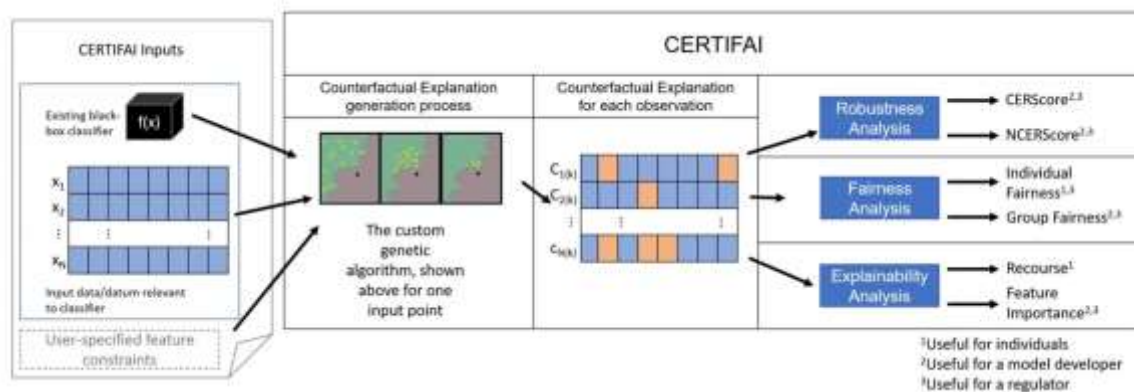 CERTIFAI Inputs
Existing black-
box classifier
f(x)
x1
x2
⋮ ⋮ ⋮
xN
Input data/datum relevant
to classifier
User-specified feature
constraints
CERTIFAI
Counterfactual Explanation
generation process
The custom
genetic
algorithm, shown
above for one
input point
Counterfactual Explanation
for each observation
C1(k)
C2(k)
⋮ ⋮ ⋮
CN(k)
Robustness
Analysis
CERScore2,3
NCERScore2,3
Fairness
Analysis
Individual
Fairness1,3
Group Fairness2,3
Explainability
Analysis
Recourse1
Feature
Importance2,3
1Useful for individuals
2Useful for a model developer
3Useful for a regulator